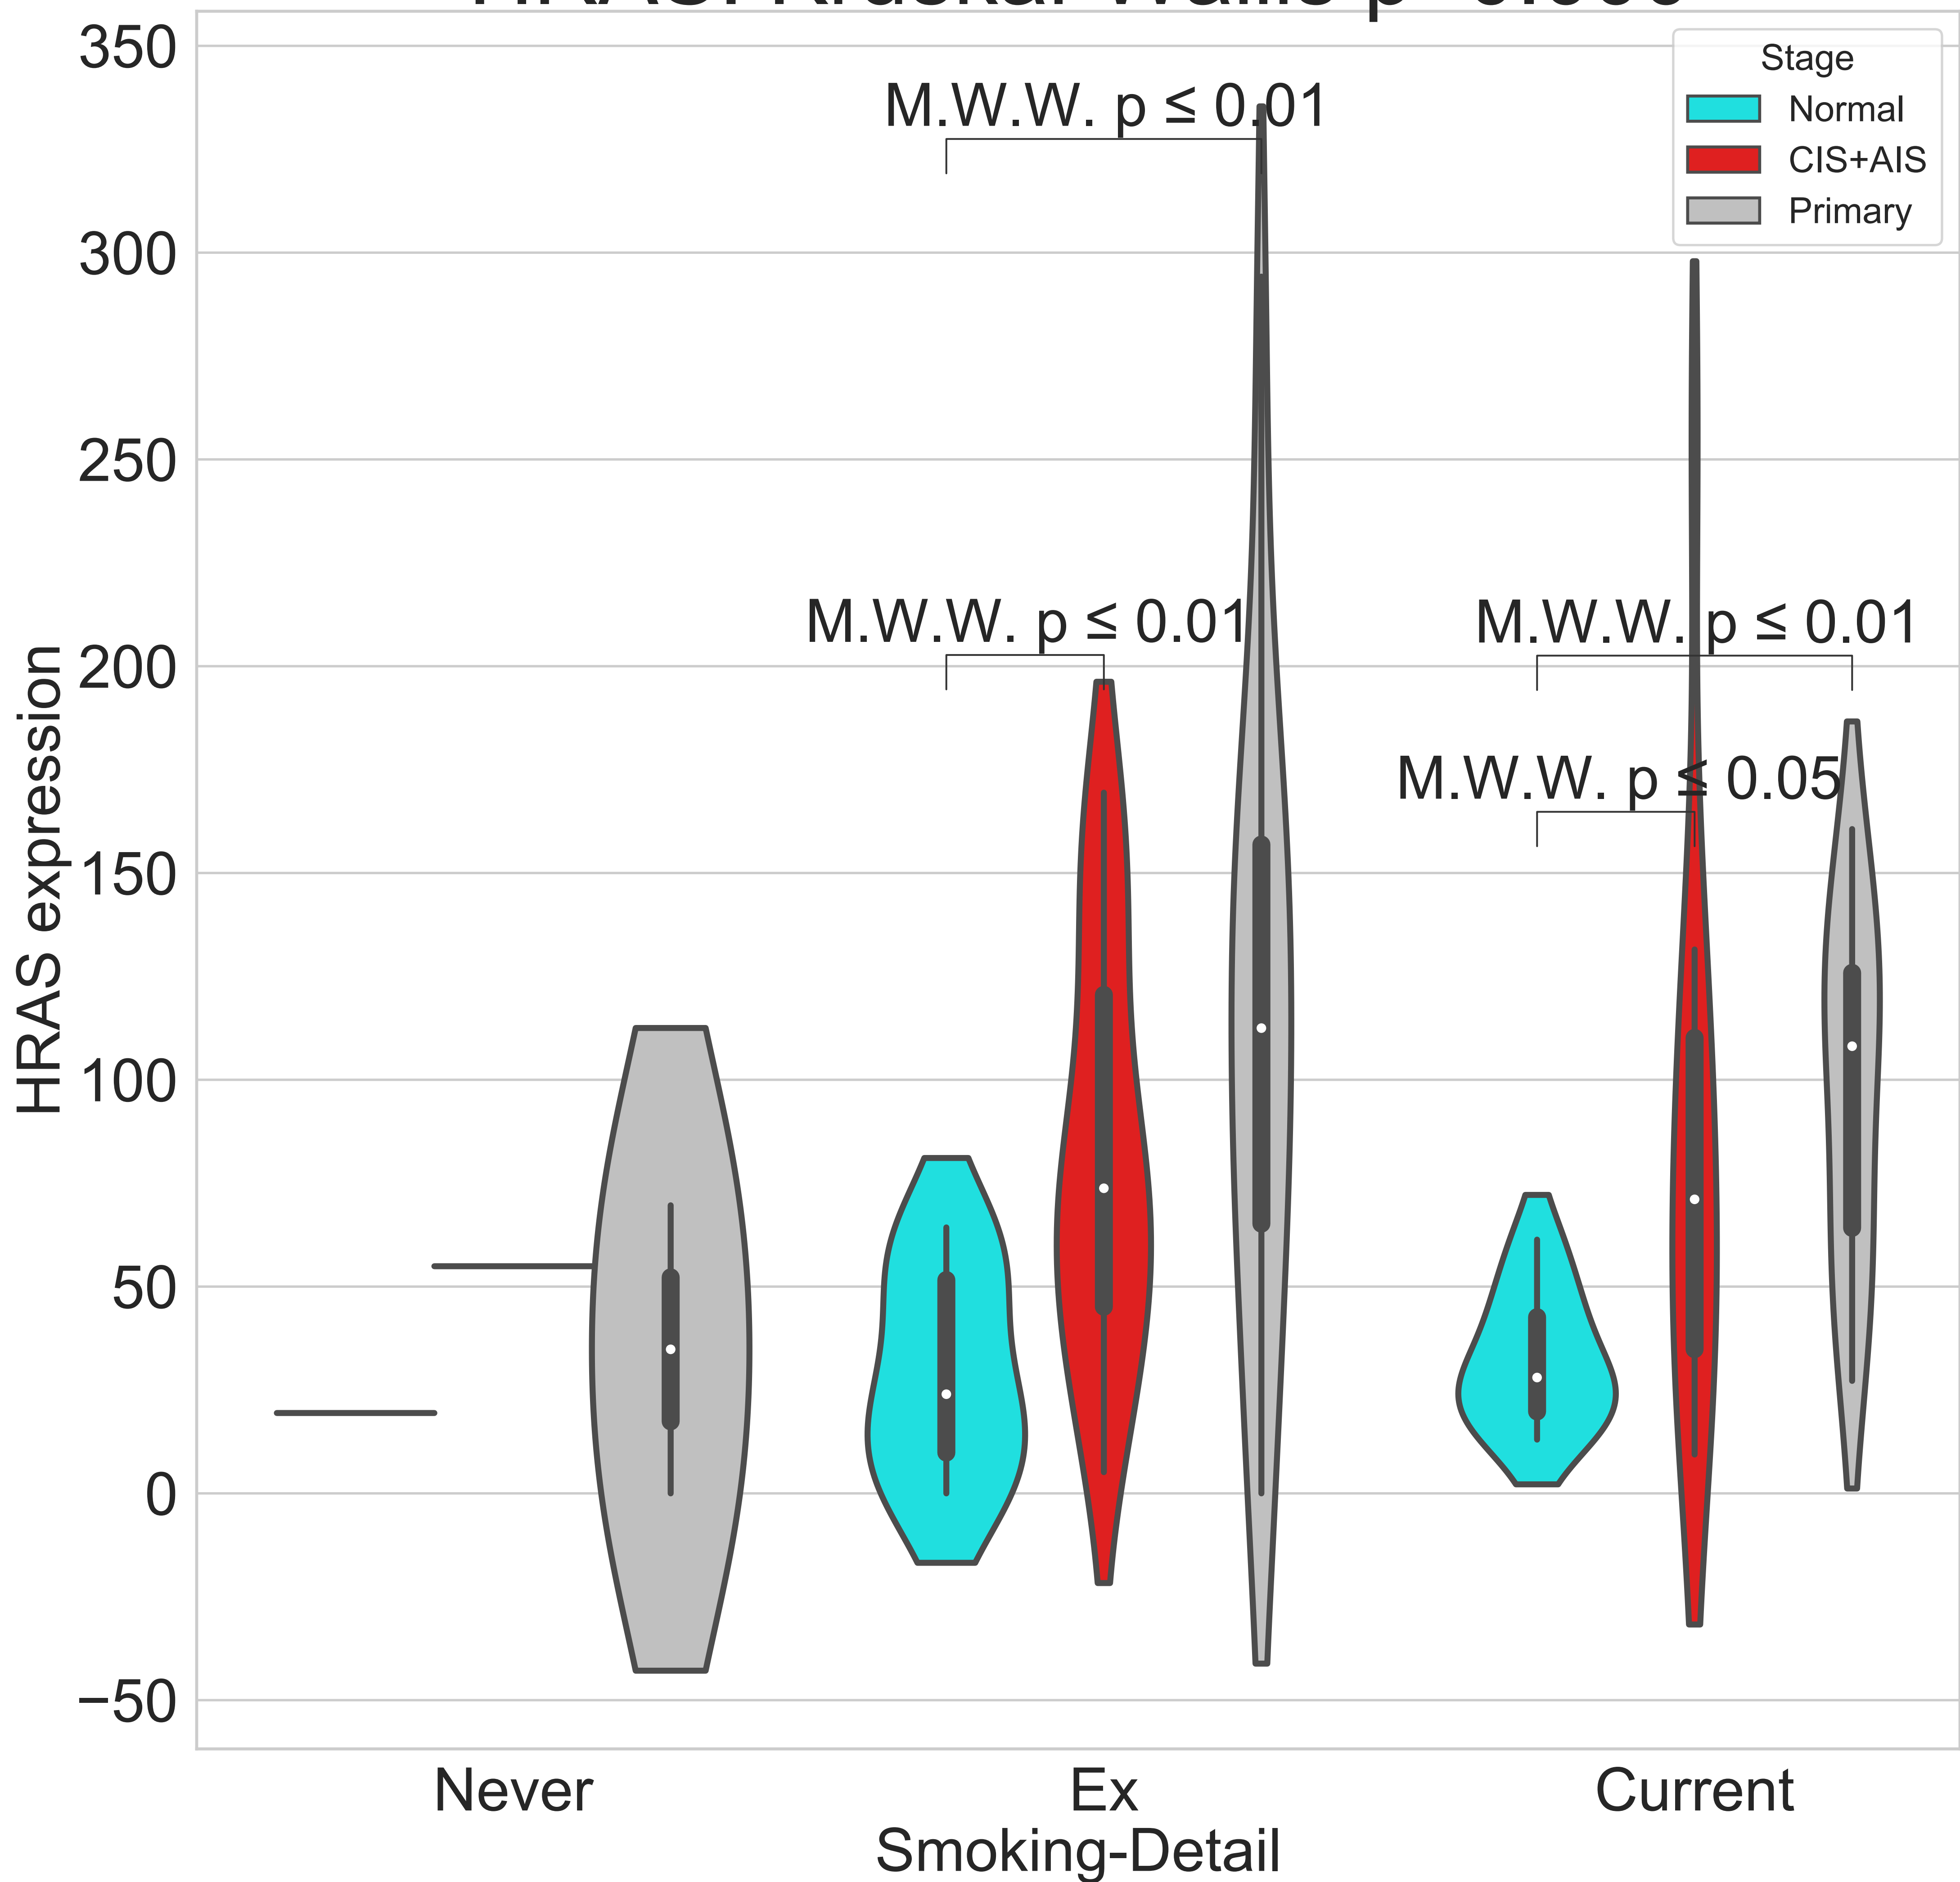 350
300
250
200
150
100
50
0
−50
HRAS expression
M.W.W. p ≤ 0.01
M.W.W. p ≤ 0.01
M.W.W. p ≤ 0.01
M.W.W. p ≤ 0.05
Stage
Normal
CIS+AIS
Primary
Never
Ex
Current
Smoking-Detail